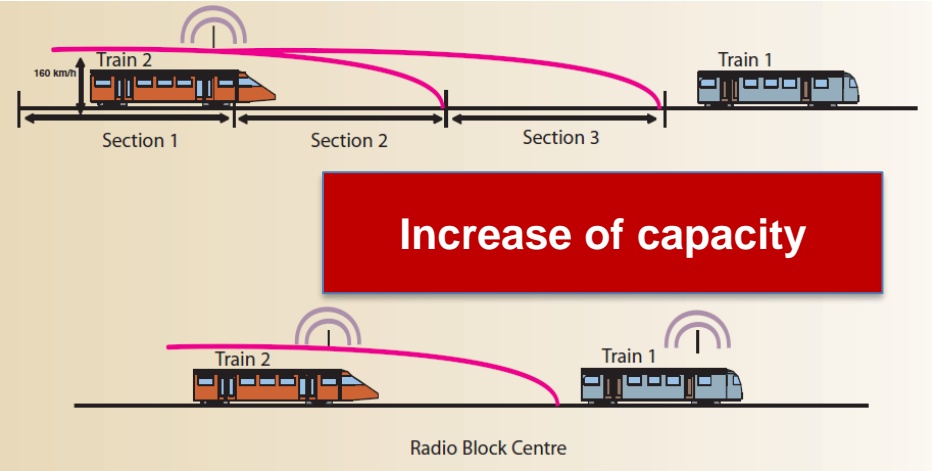 Train 2
Train 1
160 km/h
Section 1
Section 2
Section 3
Increase of capacity
Train 2
Train 1
Radio Block Centre